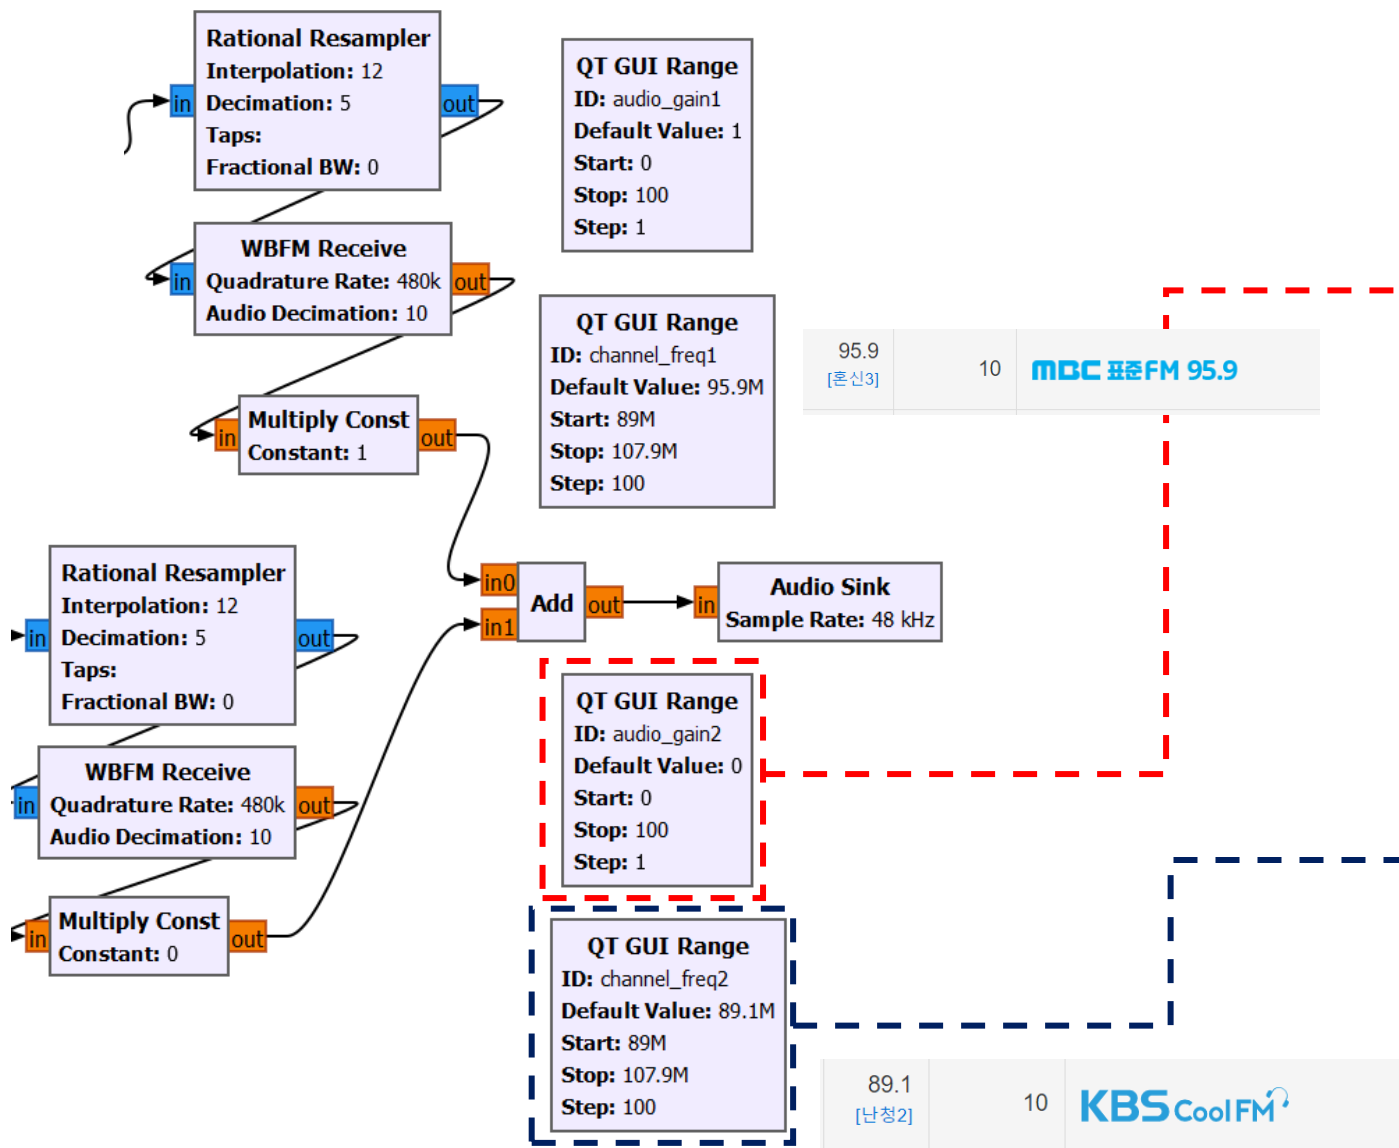 Rational Resampler
Interpolation: 12
in
Decimation: 5
out
Taps:
Fractional BW: 0
QT GUI Range
ID: audio_gain1
Default Value: 1
Start: 0
Stop: 100
Step: 1
WBFM Receive
in
Quadrature Rate: 480k
out
Audio Decimation: 10
QT GUI Range
ID: channel_freq1
Default Value: 95.9M
Start: 89M
Stop: 107.9M
Step: 100
95.9
[혼신3]
10
mBC 표준FM 95.9
Multiply Const
in
out
Constant: 1
Rational Resampler
Interpolation: 12
in
Decimation: 5
out
Taps:
Fractional BW: 0
in0
in1
Add
out
in
Audio Sink
Sample Rate: 48 kHz
QT GUI Range
ID: audio_gain2
Default Value: 0
Start: 0
Stop: 100
Step: 1
WBFM Receive
in
Quadrature Rate: 480k
out
Audio Decimation: 10
Multiply Const
in
out
Constant: 0
QT GUI Range
ID: channel_freq2
Default Value: 89.1M
Start: 89M
Stop: 107.9M
Step: 100
89.1
[난청2]
10
KBS CoolFM